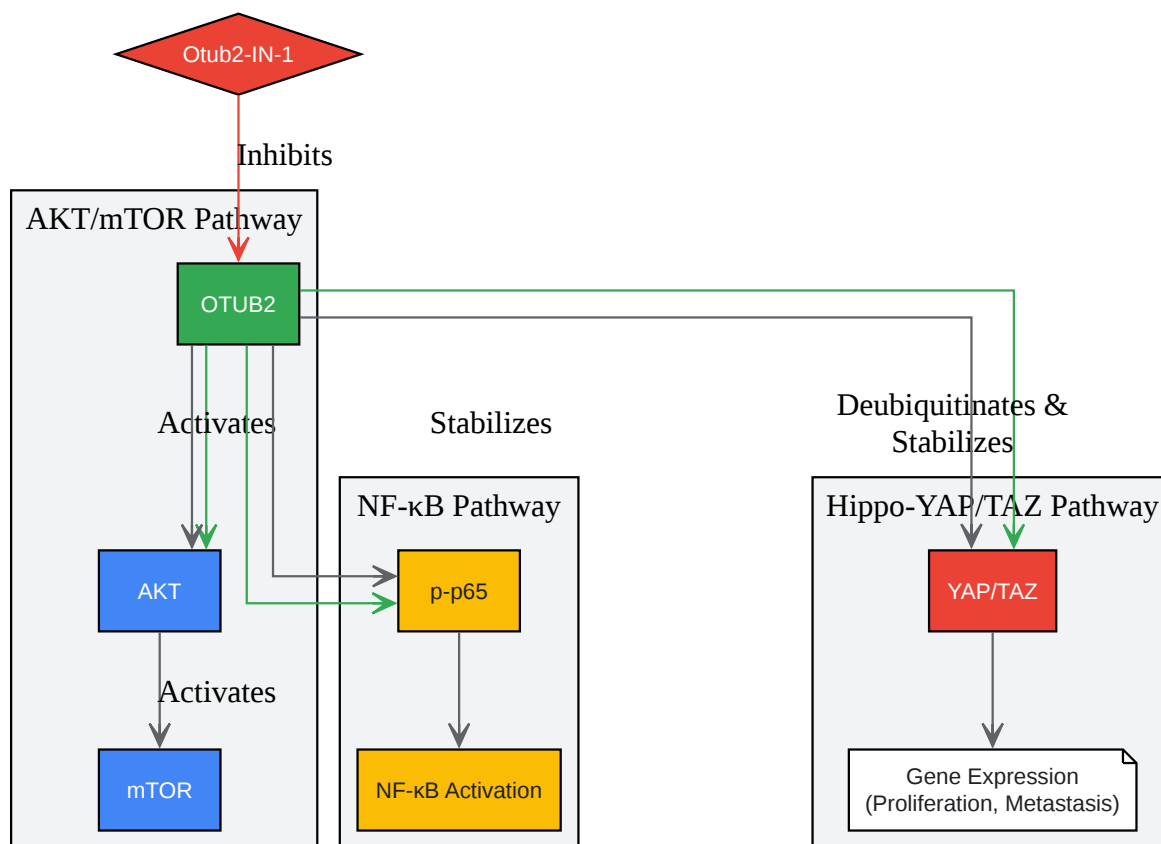 Otub2-IN-1
Inhibits
AKT/mTOR Pathway
OTUB2
Activates
Stabilizes
Deubiquitinates &
Stabilizes
NF-κB Pathway
Hippo-YAP/TAZ Pathway
AKT
p-p65
YAP/TAZ
Activates
mTOR
NF-κB Activation
Gene Expression
(Proliferation, Metastasis)